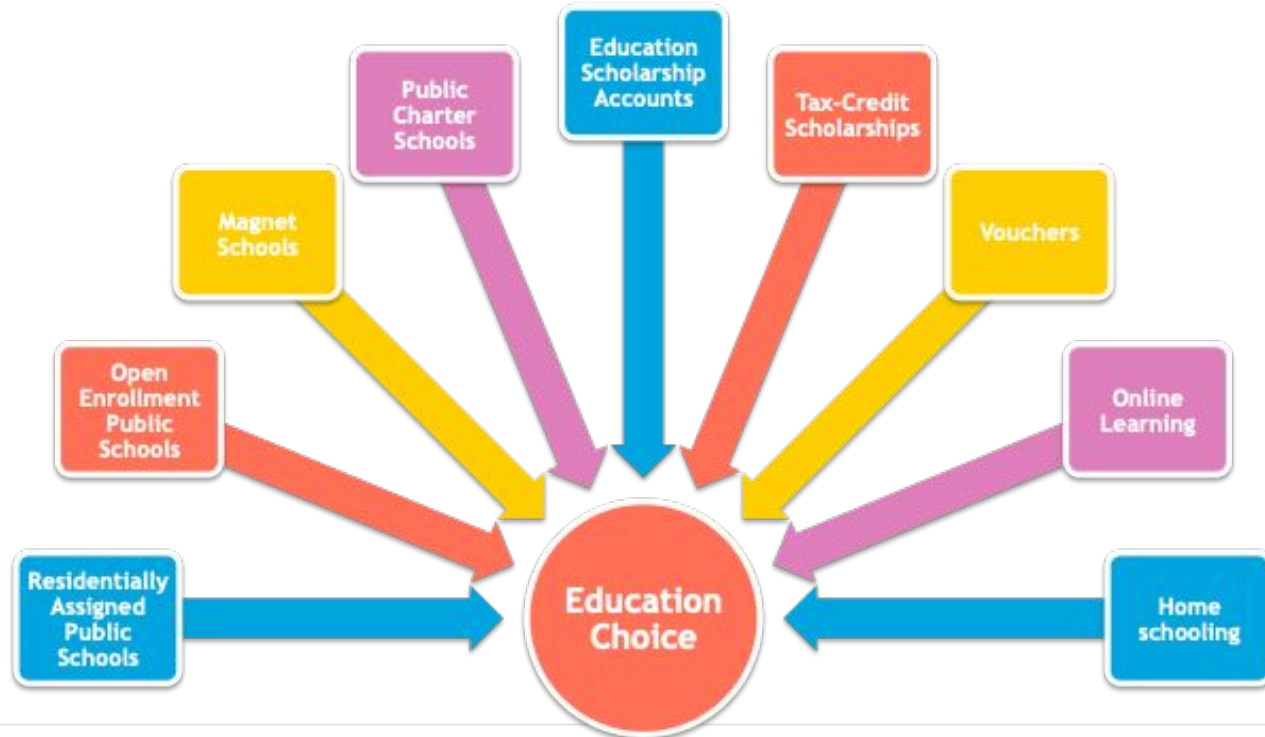 Education
Scholarship
Accounts
Public
Charter
Schools
Tax-Credit
Scholarships
Magnet
Schools
Vouchers
Open
Enrollment
Public
Schools
Online
Learning
Residentially
Assigned
Public
Schools
Education
Choice
Home
schooling